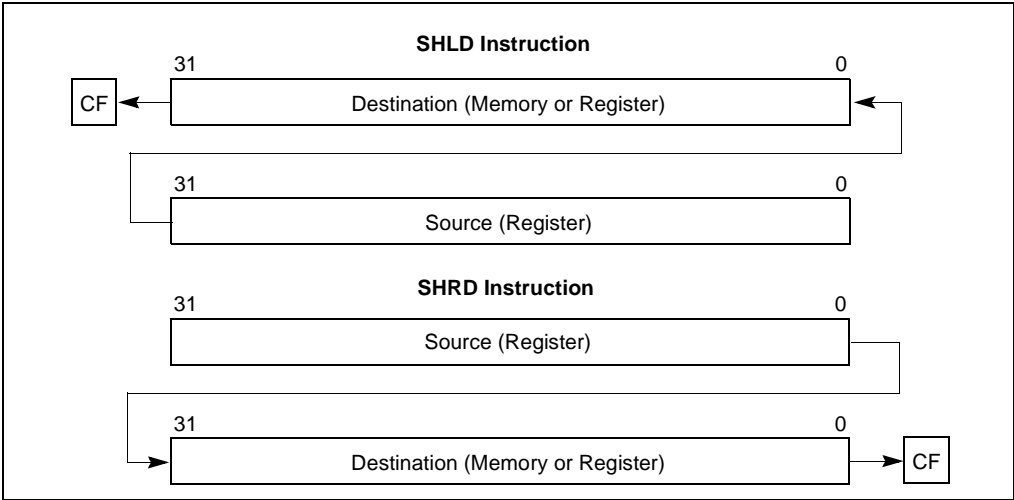 SHLD Instruction
31 0
CF Destination (Memory or Register)
31 0
Source (Register)
SHRD Instruction
31 0
Source (Register)
31 0
Destination (Memory or Register) CF